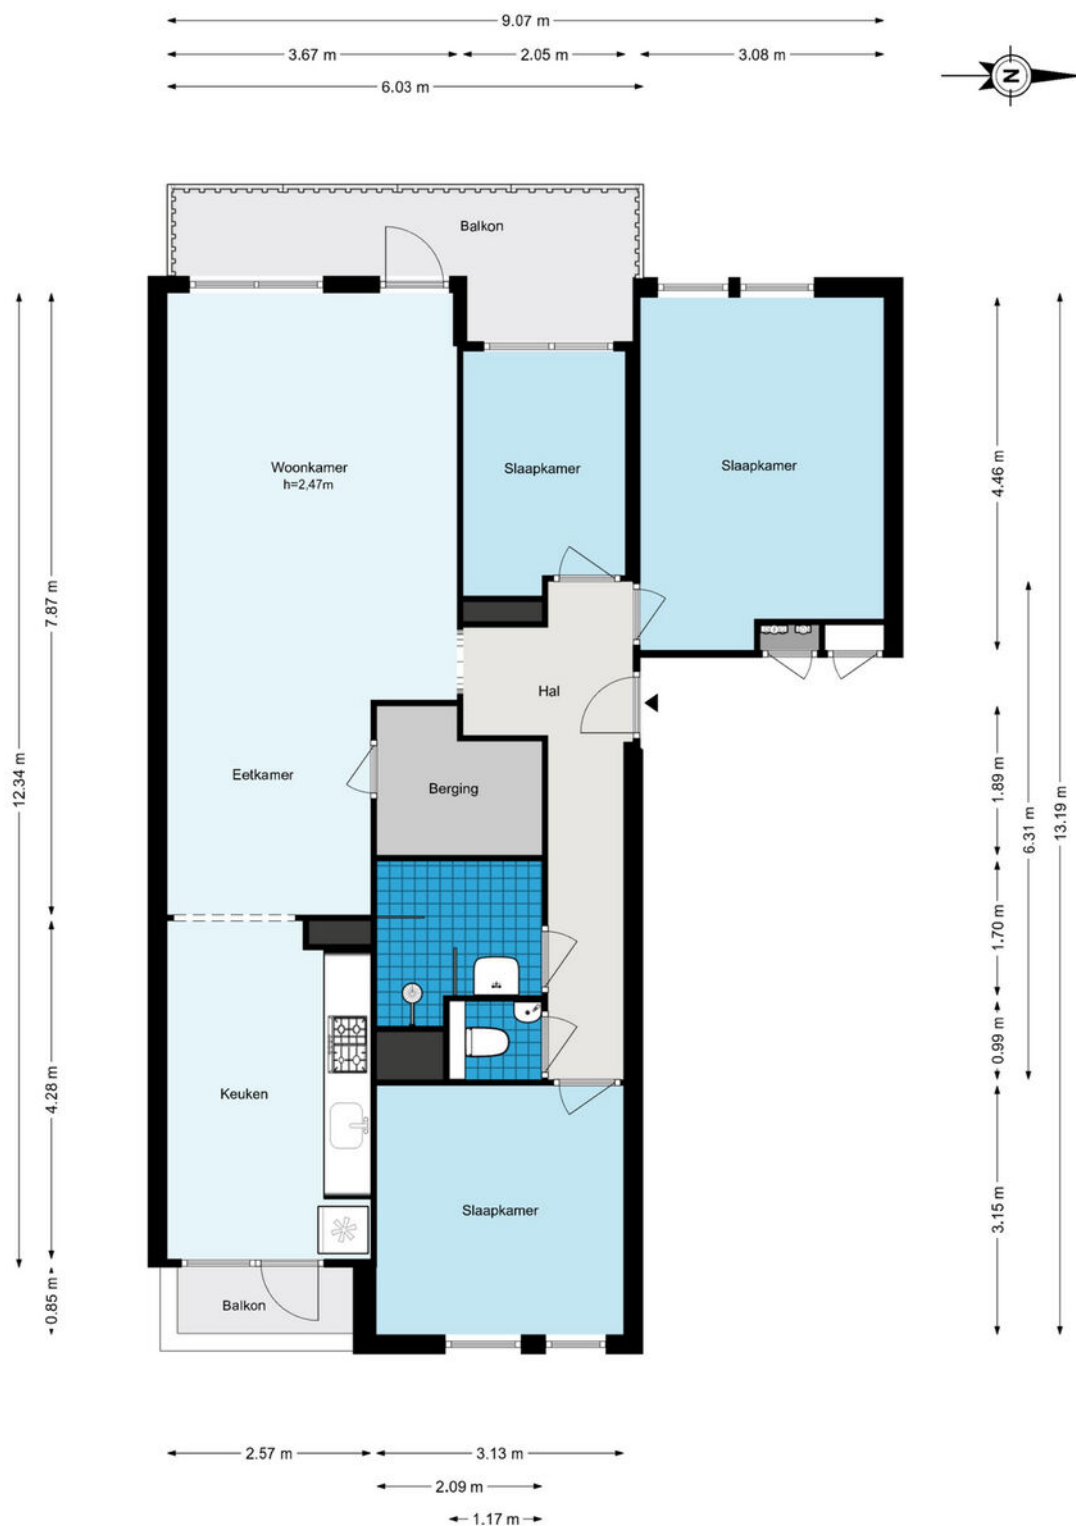 9.07 m
3.67 m
2.05 m
3.08 m
6.03 m
N
Balkon
Woonkamer
h=2,47m
Slaapkamer
Slaapkamer
4.46 m
7.87 m
Hal
Eetkamer
Berging
12.34 m
1.89 m
6.31 m
13.19 m
1.70 m
0.99 m
Keuken
4.28 m
Slaapkamer
3.15 m
Balkon
0.85 m
2.57 m
3.13 m
2.09 m
1.17 m